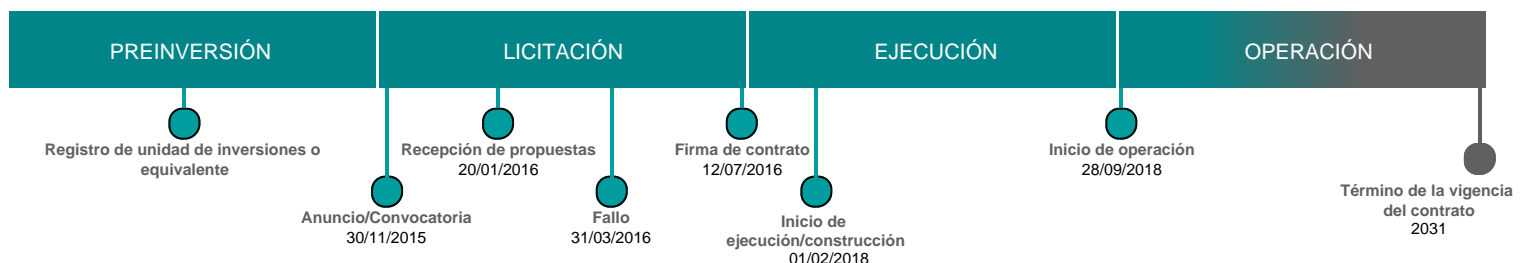 PREINVERSIÓN
LICITACIÓN
EJECUCIÓN
OPERACIÓN
Registro de unidad de inversiones o
equivalente
Anuncio/Convocatoria
30/11/2015
Recepción de propuestas
20/01/2016
Fallo
31/03/2016
Firma de contrato
12/07/2016
Inicio de
ejecución/construcción
01/02/2018
Inicio de operación
28/09/2018
Término de la vigencia
del contrato
2031